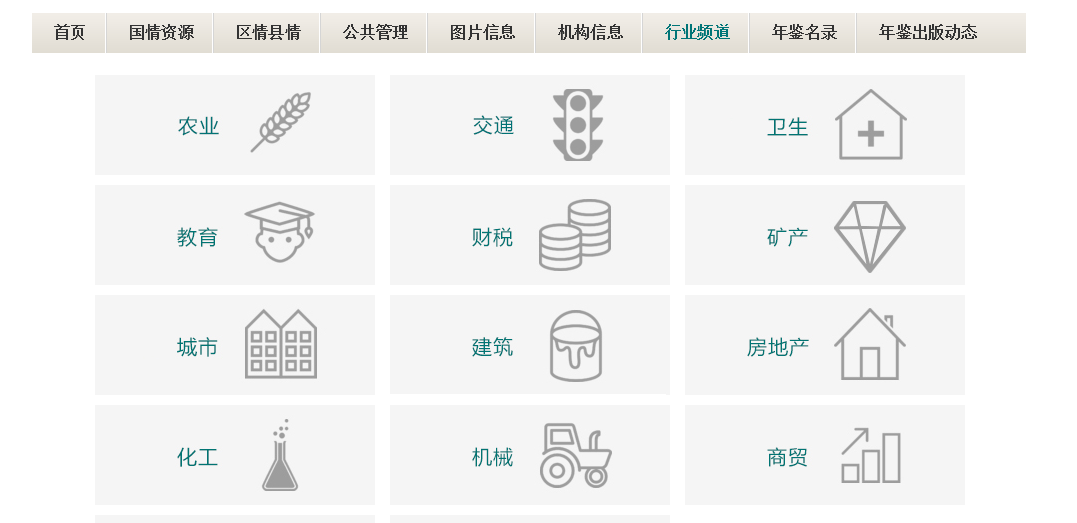 首页 国情资源 区情县情 公共管理 图片信息 机构信息 行业频道 年鉴名录 年鉴出版动态
农业 交通 卫生
教育 财税 矿产
城市 建筑 房地产
化工 机械 商贸